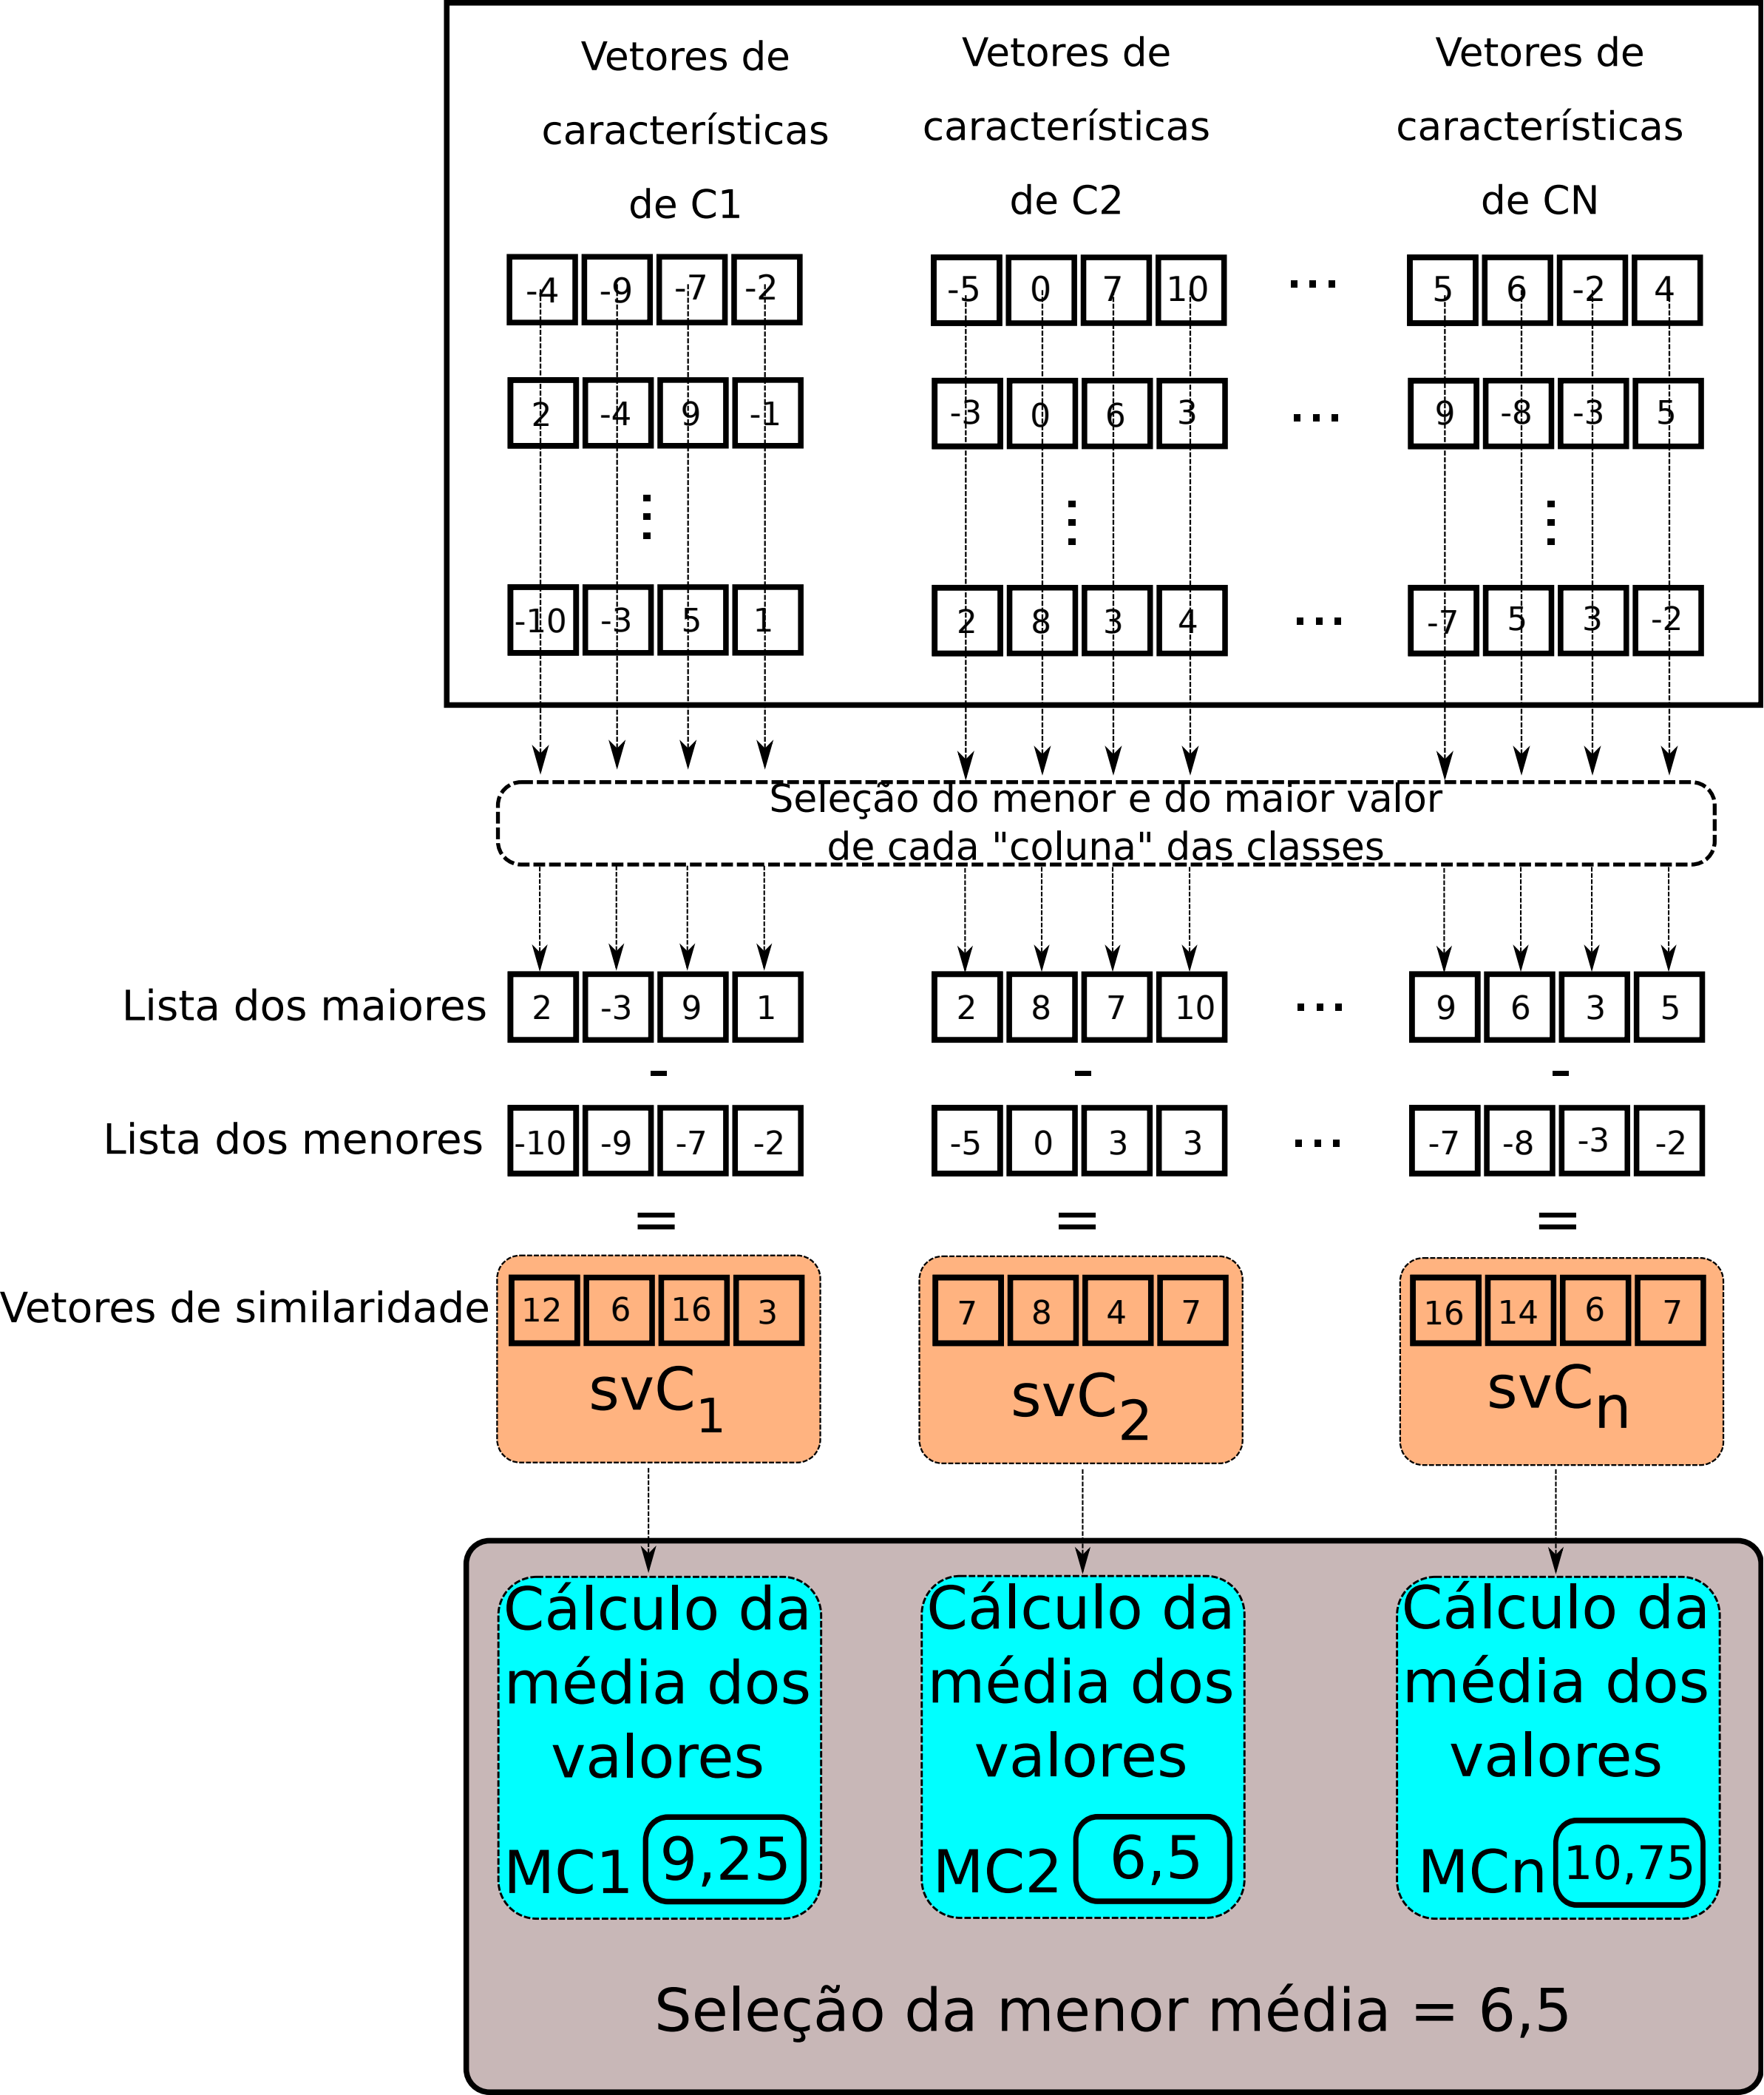 Vetores de
características
de C1
Vetores de
características
de C2
Vetores de
características
de CN
-4 -9 -7 -2 -5 0 7 10 ... 5 6 -2 4
2 -4 9 -1 -3 0 6 3 ... 9 -8 -3 5
-10 -3 5 1 2 8 3 4 ... -7 5 3 -2
Seleção do menor e do maior valor
de cada "coluna" das classes
Lista dos maiores 2 -3 9 1 2 8 7 10 ... 9 6 3 5
- - -
Lista dos menores -10 -9 -7 -2 -5 0 3 3 ... -7 -8 -3 -2
= = =
Vetores de similaridade 12 6 16 3 7 8 4 7 16 14 6 7
svC1 svC2 svCn
Cálculo da
média dos
valores
MC1 9,25
Cálculo da
média dos
valores
MC2 6,5
Cálculo da
média dos
valores
MCn 10,75
Seleção da menor média = 6,5